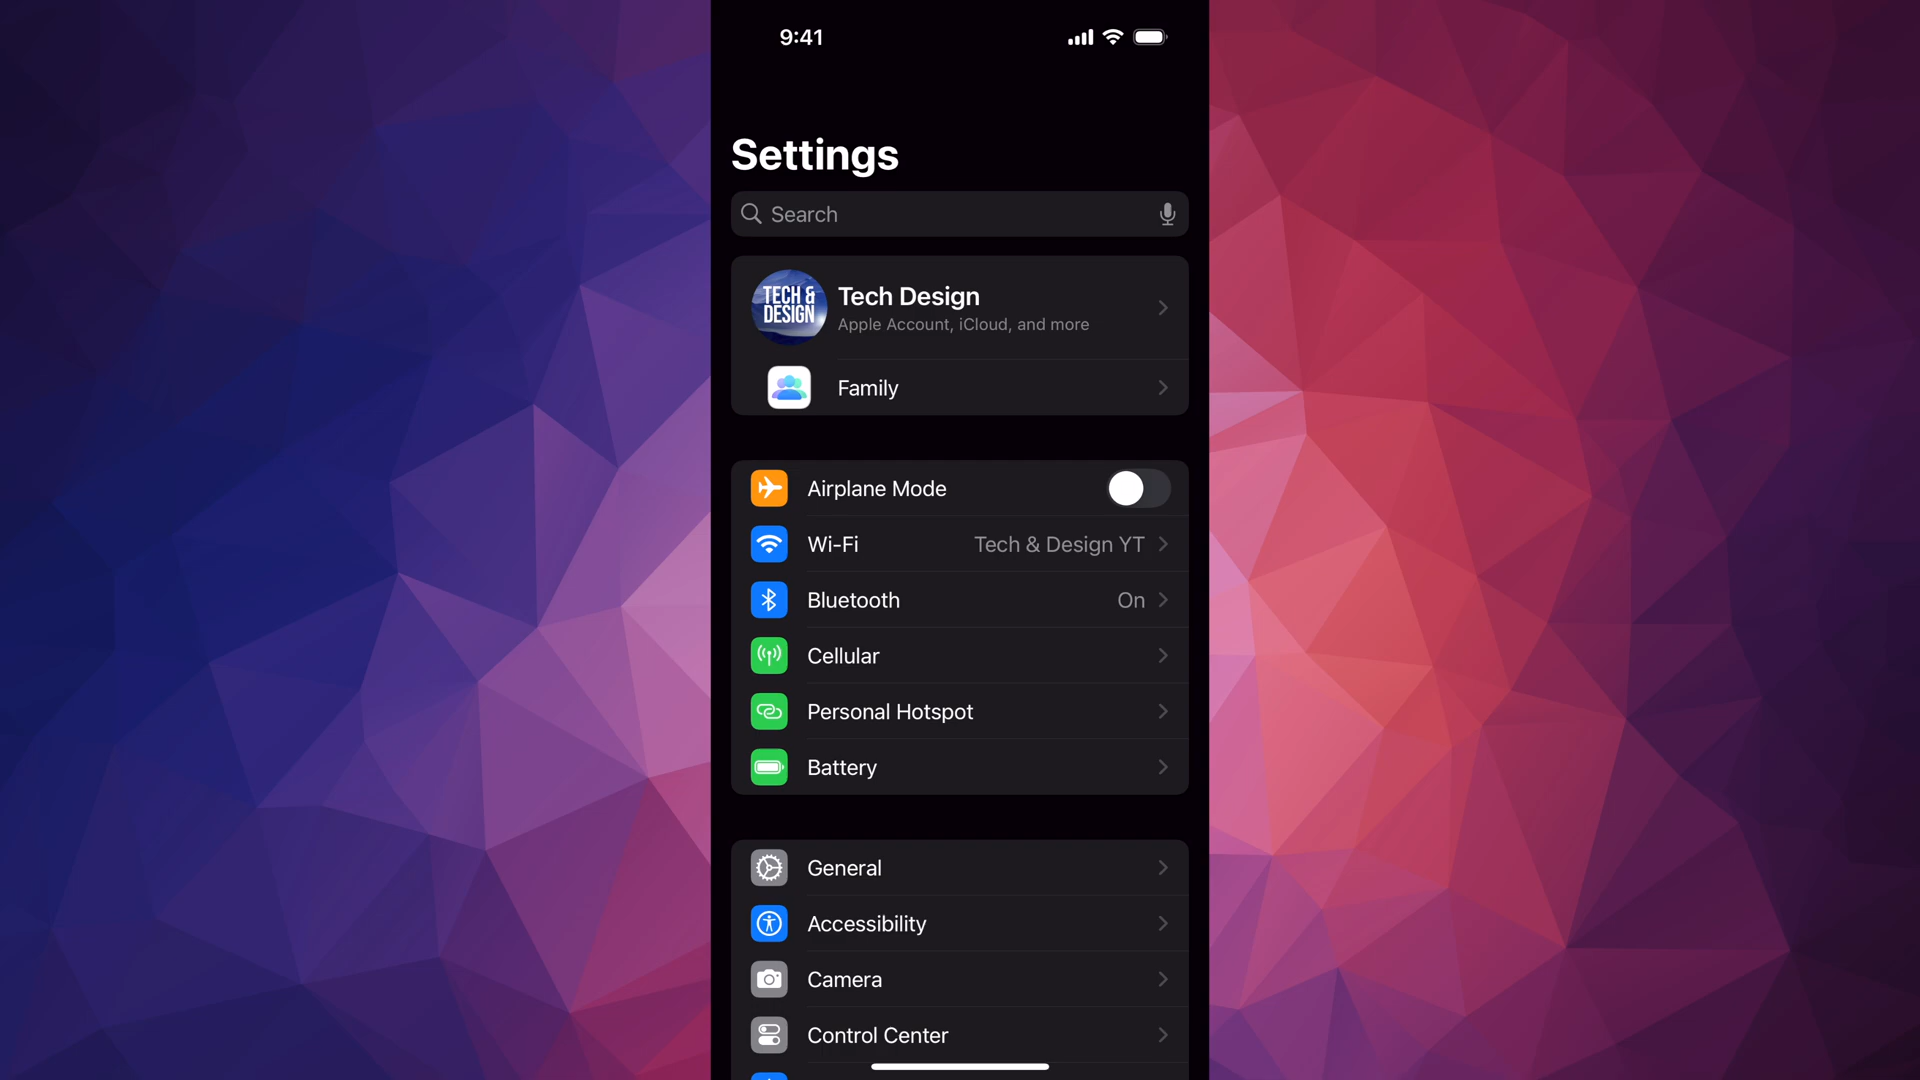 9:41
Settings
Search
TECH &
DESIGN
Tech Design
Apple Account, iCloud, and more
Family
Airplane Mode
Wi-Fi Tech & Design YT
Bluetooth On
Cellular
Personal Hotspot
Battery
General
Accessibility
Camera
Control Center